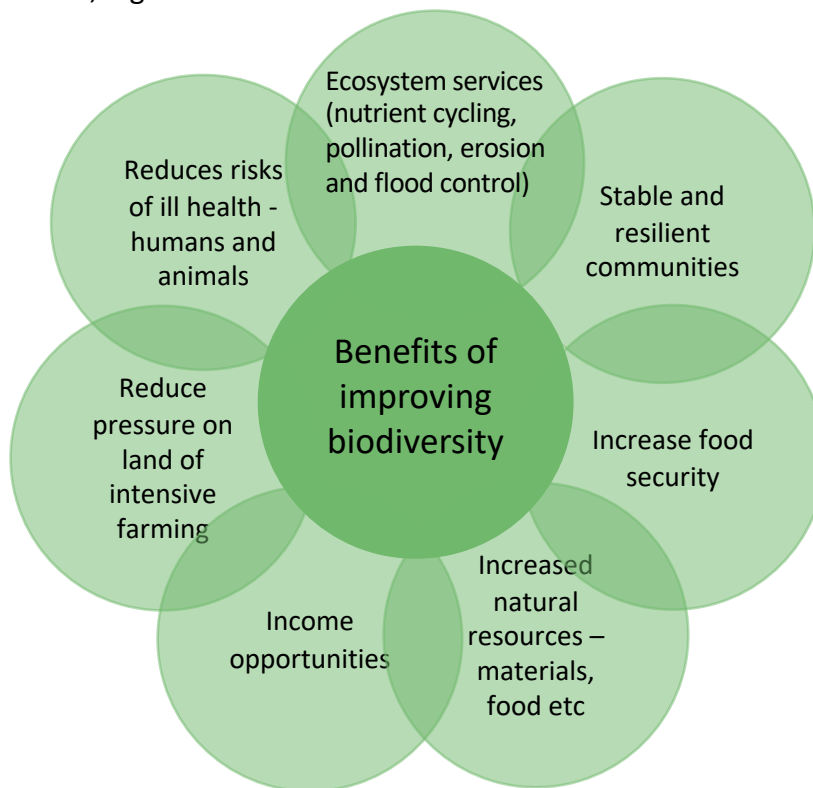 Ecosystem services
(nutrient cycling,
pollination, erosion
and flood control)
Stable and
resilient
communities
Increase food
security
Increased
natural
resources –
materials,
food etc
Income
opportunities
Reduce
pressure on
land of
intensive
farming
Reduces risks
of ill health -
humans and
animals
Benefits of
improving
biodiversity